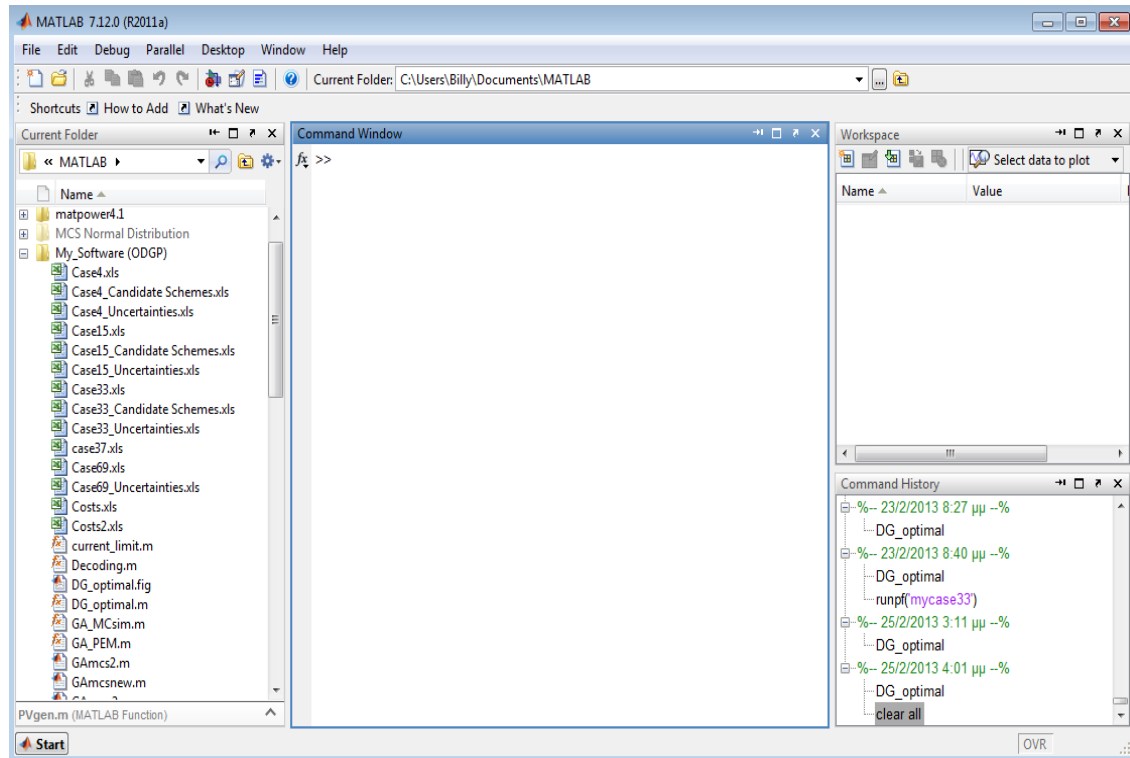 MATLAB 7.12.0 (R2011a)
File Edit Debug Parallel Desktop Window Help
Current Folder: C:\Users\Billy\Documents\MATLAB
Shortcuts How to Add What's New
Current Folder
« MATLAB
Name
matpower4.1
MCS Normal Distribution
My_Software (ODGP)
Case4.xls
Case4_Candidate Schemes.xls
Case4_Uncertainties.xls
Case15.xls
Case15_Candidate Schemes.xls
Case15_Uncertainties.xls
Case33.xls
Case33_Candidate Schemes.xls
Case33_Uncertainties.xls
case37.xls
Case69.xls
Case69_Uncertainties.xls
Costs.xls
Costs2.xls
current_limit.m
Decoding.m
DG_optimal.fig
DG_optimal.m
GA_MCsim.m
GA_PEM.m
GAmcs2.m
GAmcsnew.m
PVgen.m (MATLAB Function)
Command Window
fx >>
Workspace
Select data to plot
Name Value
Command History
%-- 23/2/2013 8:27 μμ --%
DG_optimal
%-- 23/2/2013 8:40 μμ --%
DG_optimal
runpf('mycase33')
%-- 25/2/2013 3:11 μμ --%
DG_optimal
%-- 25/2/2013 4:01 μμ --%
DG_optimal
clear all
Start
OVR